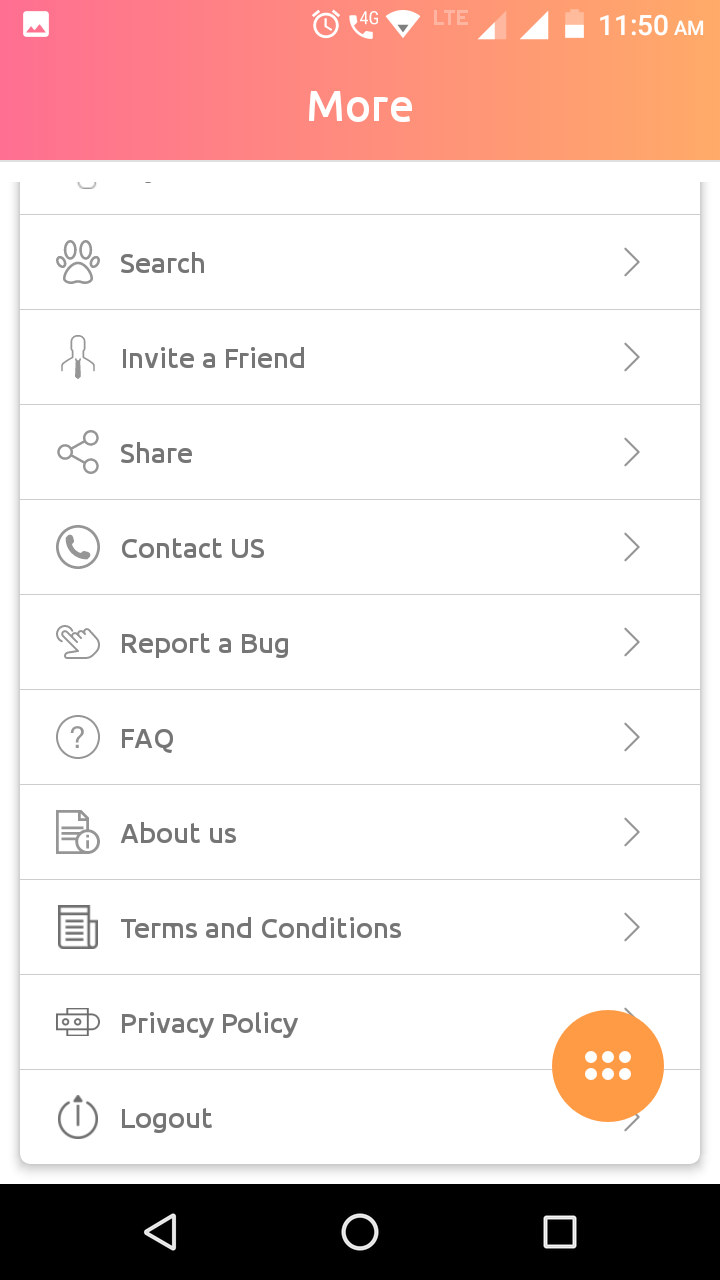 4G LTE 11:50 AM
More
Search
Invite a Friend
Share
Contact US
Report a Bug
FAQ
About us
Terms and Conditions
Privacy Policy
Logout